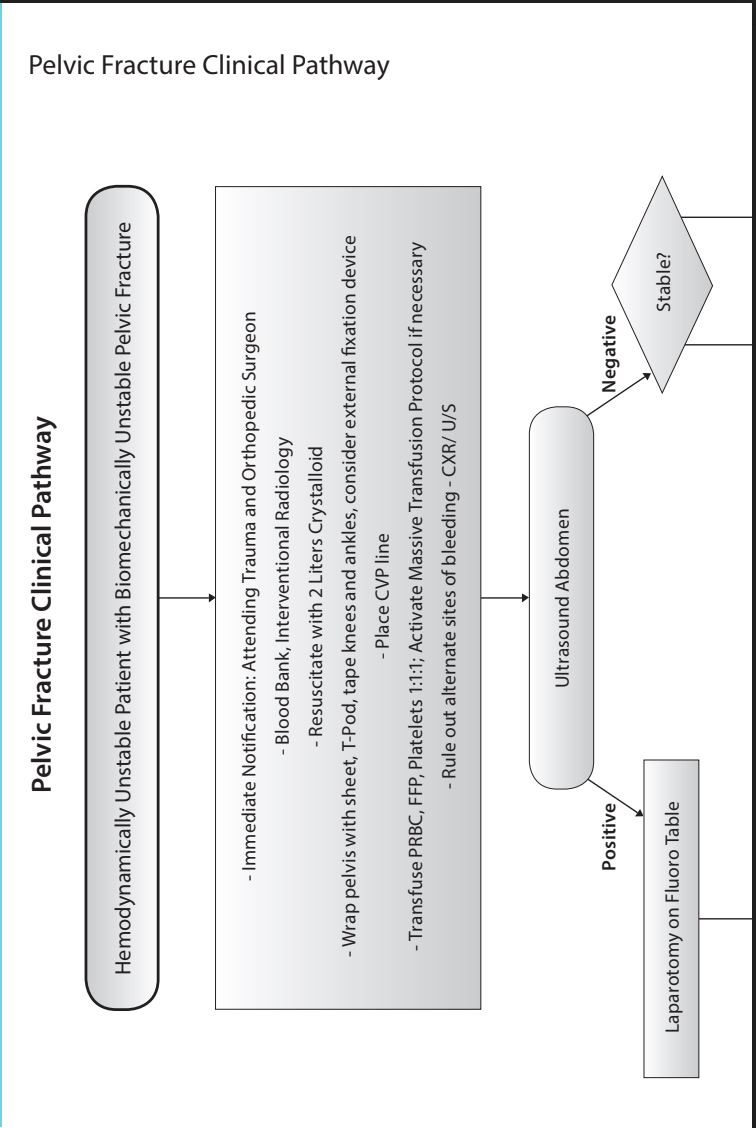 Pelvic Fracture Clinical Pathway
Pelvic Fracture Clinical Pathway
Hemodynamically Unstable Patient with Biomechanically Unstable Pelvic Fracture
- Immediate Notification: Attending Trauma and Orthopedic Surgeon
- Blood Bank, Interventional Radiology
- Resuscitate with 2 Liters Crystalloid
- Wrap pelvis with sheet, T-Pod, tape knees and ankles, consider external fixation device
- Place CVP line
- Transfuse PRBC, FFP, Platelets 1:1:1; Activate Massive Transfusion Protocol if necessary
- Rule out alternate sites of bleeding - CXR/ U/S
Ultrasound Abdomen
Positive
Negative
Laparotomy on Fluoro Table
Stable?